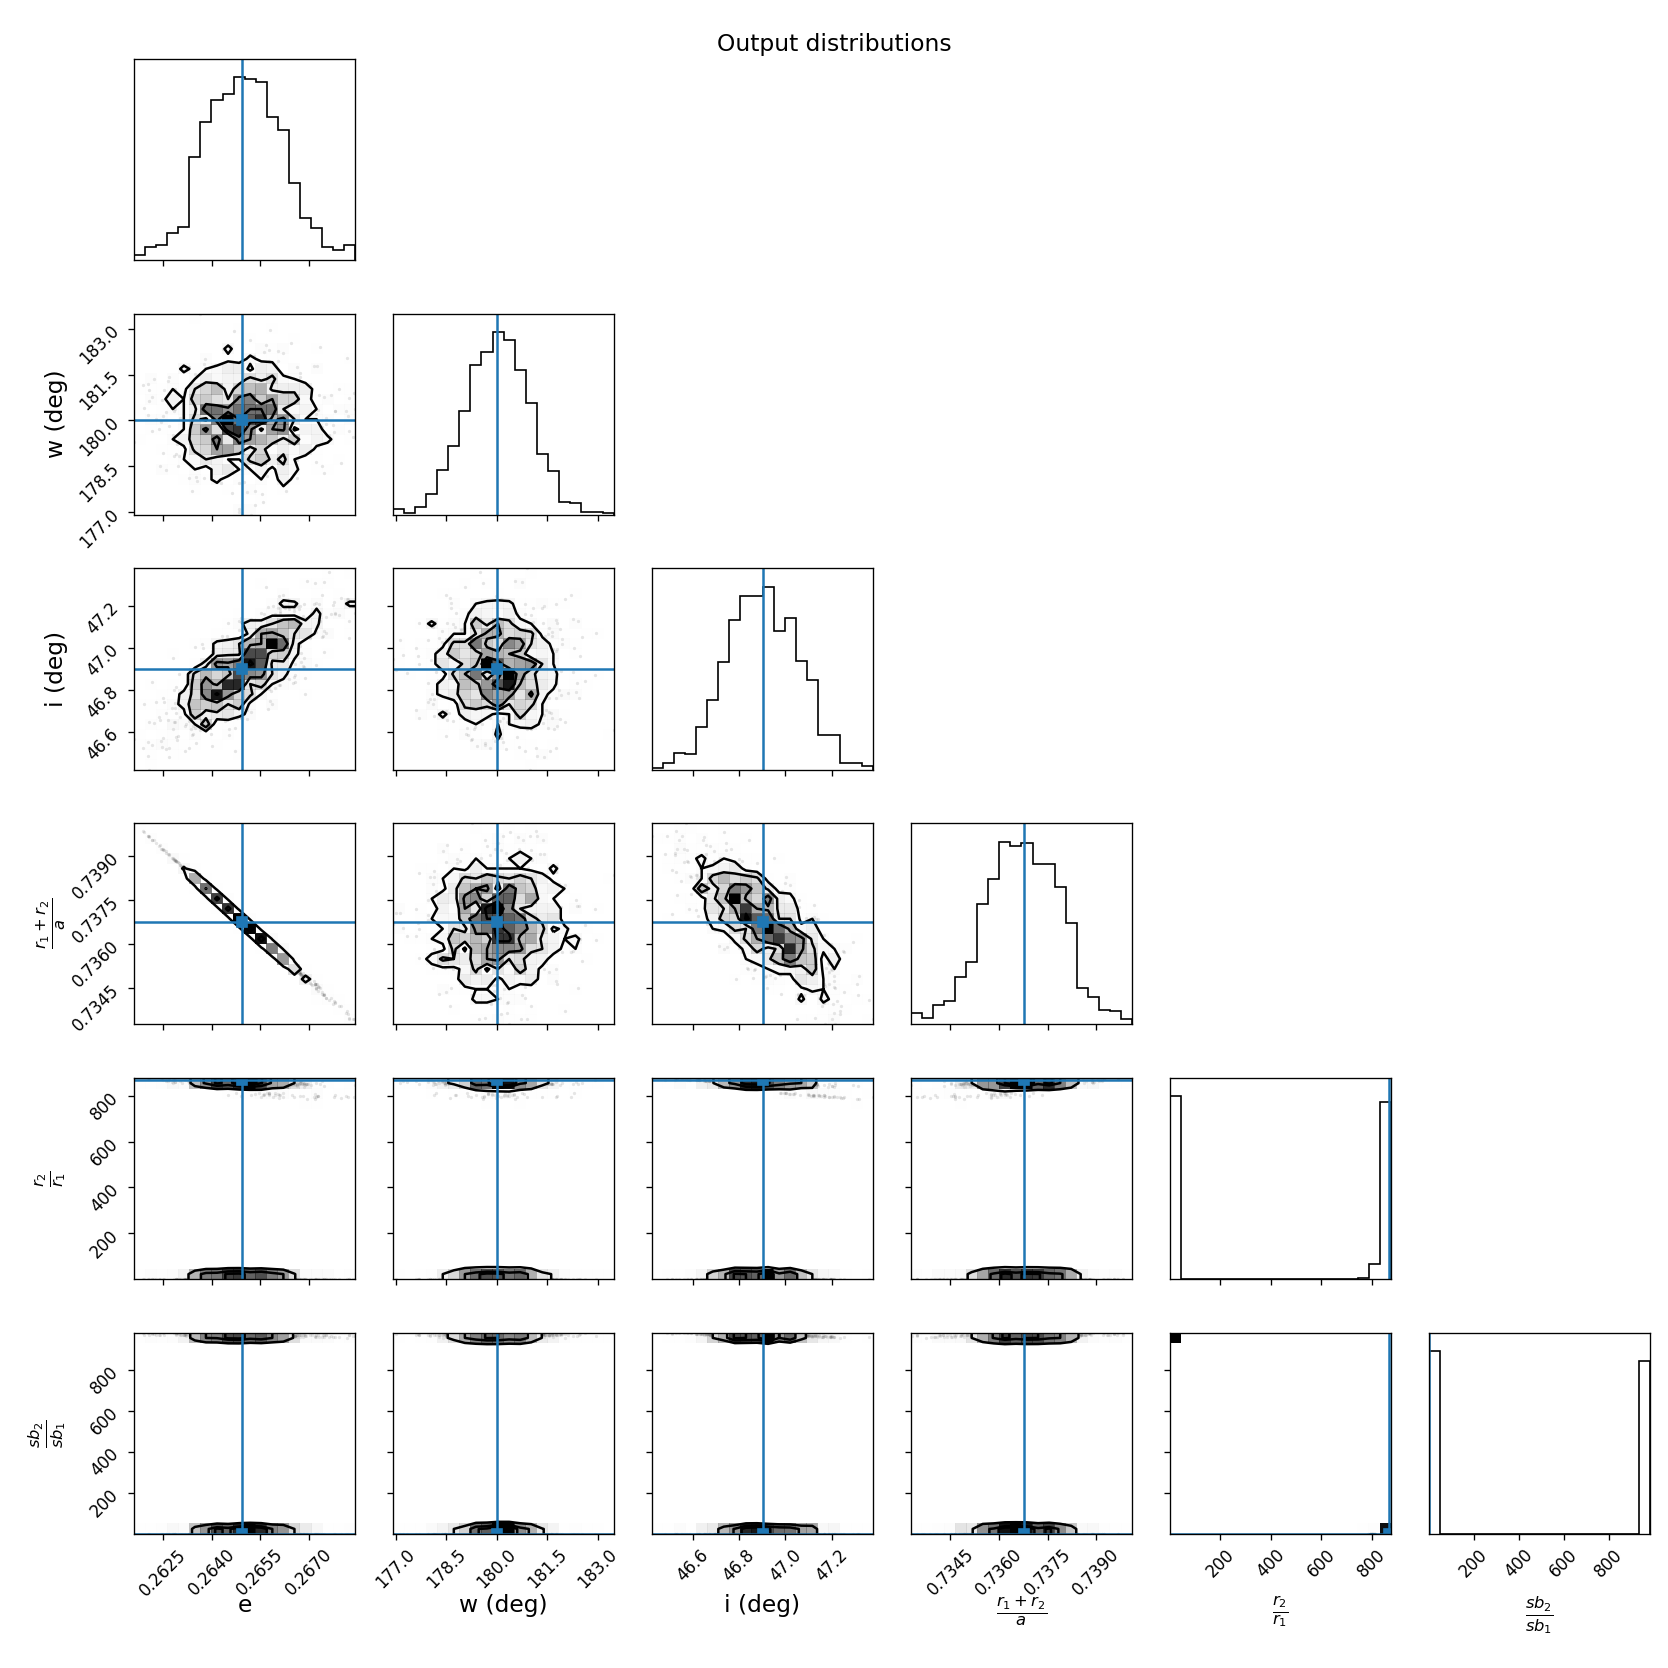 Output distributions
w (deg)
183.0
181.5
180.0
178.5
177.0
i (deg)
47.2
47.0
46.8
46.6
r1 + r2
a
0.7390
0.7375
0.7360
0.7345
r2
r1
800
600
400
200
sb2
sb1
800
600
400
200
0.2625 0.2640 0.2655 0.2670 177.0 178.5 180.0 181.5 183.0 46.6 46.8 47.0 47.2 0.7345 0.7360 0.7375 0.7390 200 400 600 800 200 400 600 800
e w (deg) i (deg) r1 + r2 r2 sb2
a r1 sb1